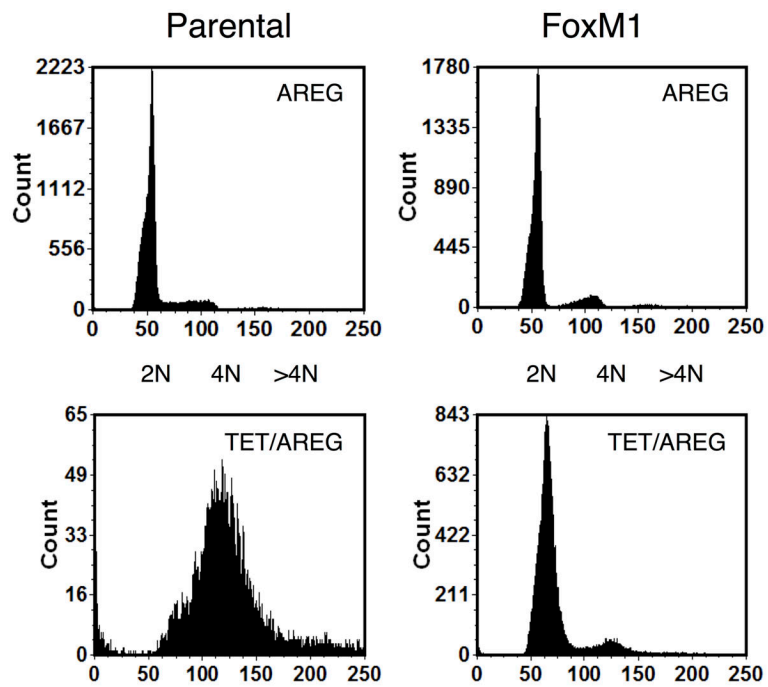 Parental FoxM1
2223 1780
AREG AREG
1667 1335
1112 890
Count Count
556 445
0 0
0 50 100 150 200 250 0 50 100 150 200 250
2N 4N >4N 2N 4N >4N
65 843
TET/AREG TET/AREG
49 632
33 422
Count Count
16 211
0 0
0 50 100 150 200 250 0 50 100 150 200 250